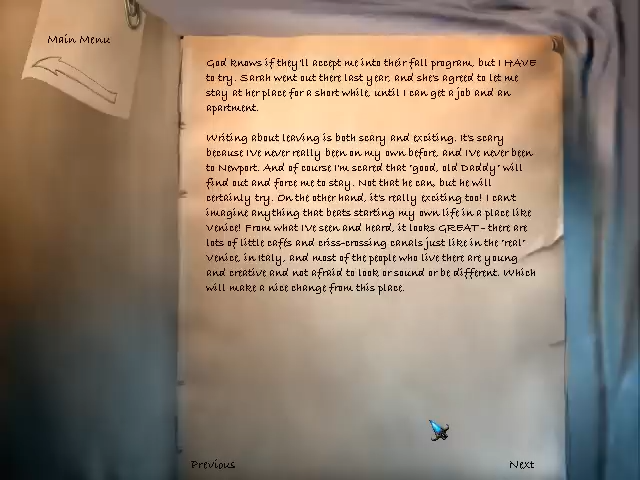 Main Menu
God knows if they'll accept me into their fall program, but I HAVE
to try. Sarah went out there last year, and she's agreed to let me
stay at her place for a short while, until I can get a job and an
apartment.
Writing about leaving is both scary and exciting. It's scary
because I've never really been on my own before, and I've never been
to Newport. And of course I'm scared that "good, old Daddy" will
find out and force me to stay. Not that he can, but he will
certainly try. On the other hand, it's really exciting too! I can't
imagine anything that beats starting my own life in a place like
Venice! From what I've seen and heard, it looks GREAT - there are
lots of little cafés and criss-crossing canals just like in the "real"
Venice, in Italy, and most of the people who live there are young
and creative and not afraid to look or sound or be different. Which
will make a nice change from this place.
Previous
Next